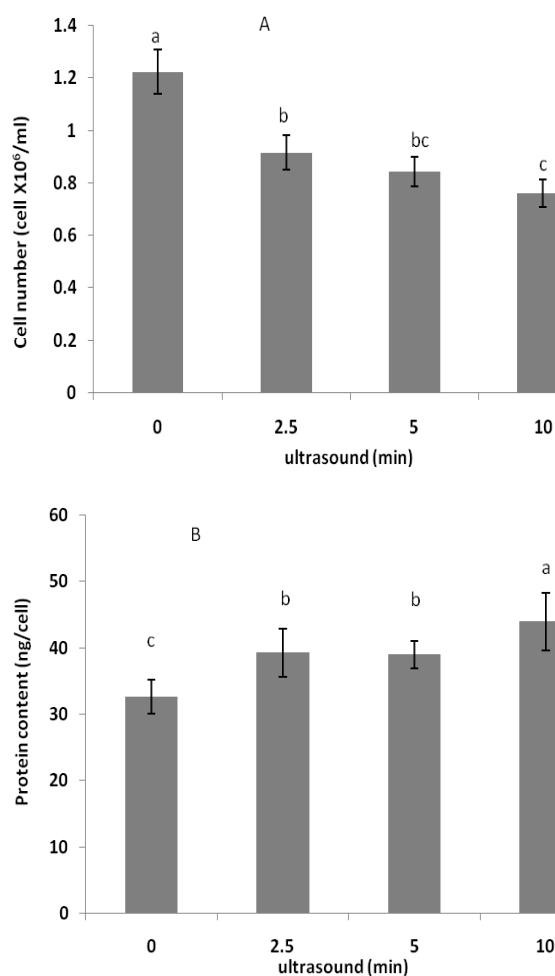 A
1.4
1.2
1
0.8
0.6
0.4
0.2
0
Cell number (cell X10⁶/ml)
a
b
bc
c
0 2.5 5 10
ultrasound (min)
B
60
50
40
30
20
10
0
Protein content (ng/cell)
c
b
b
a
0 2.5 5 10
ultrasound (min)